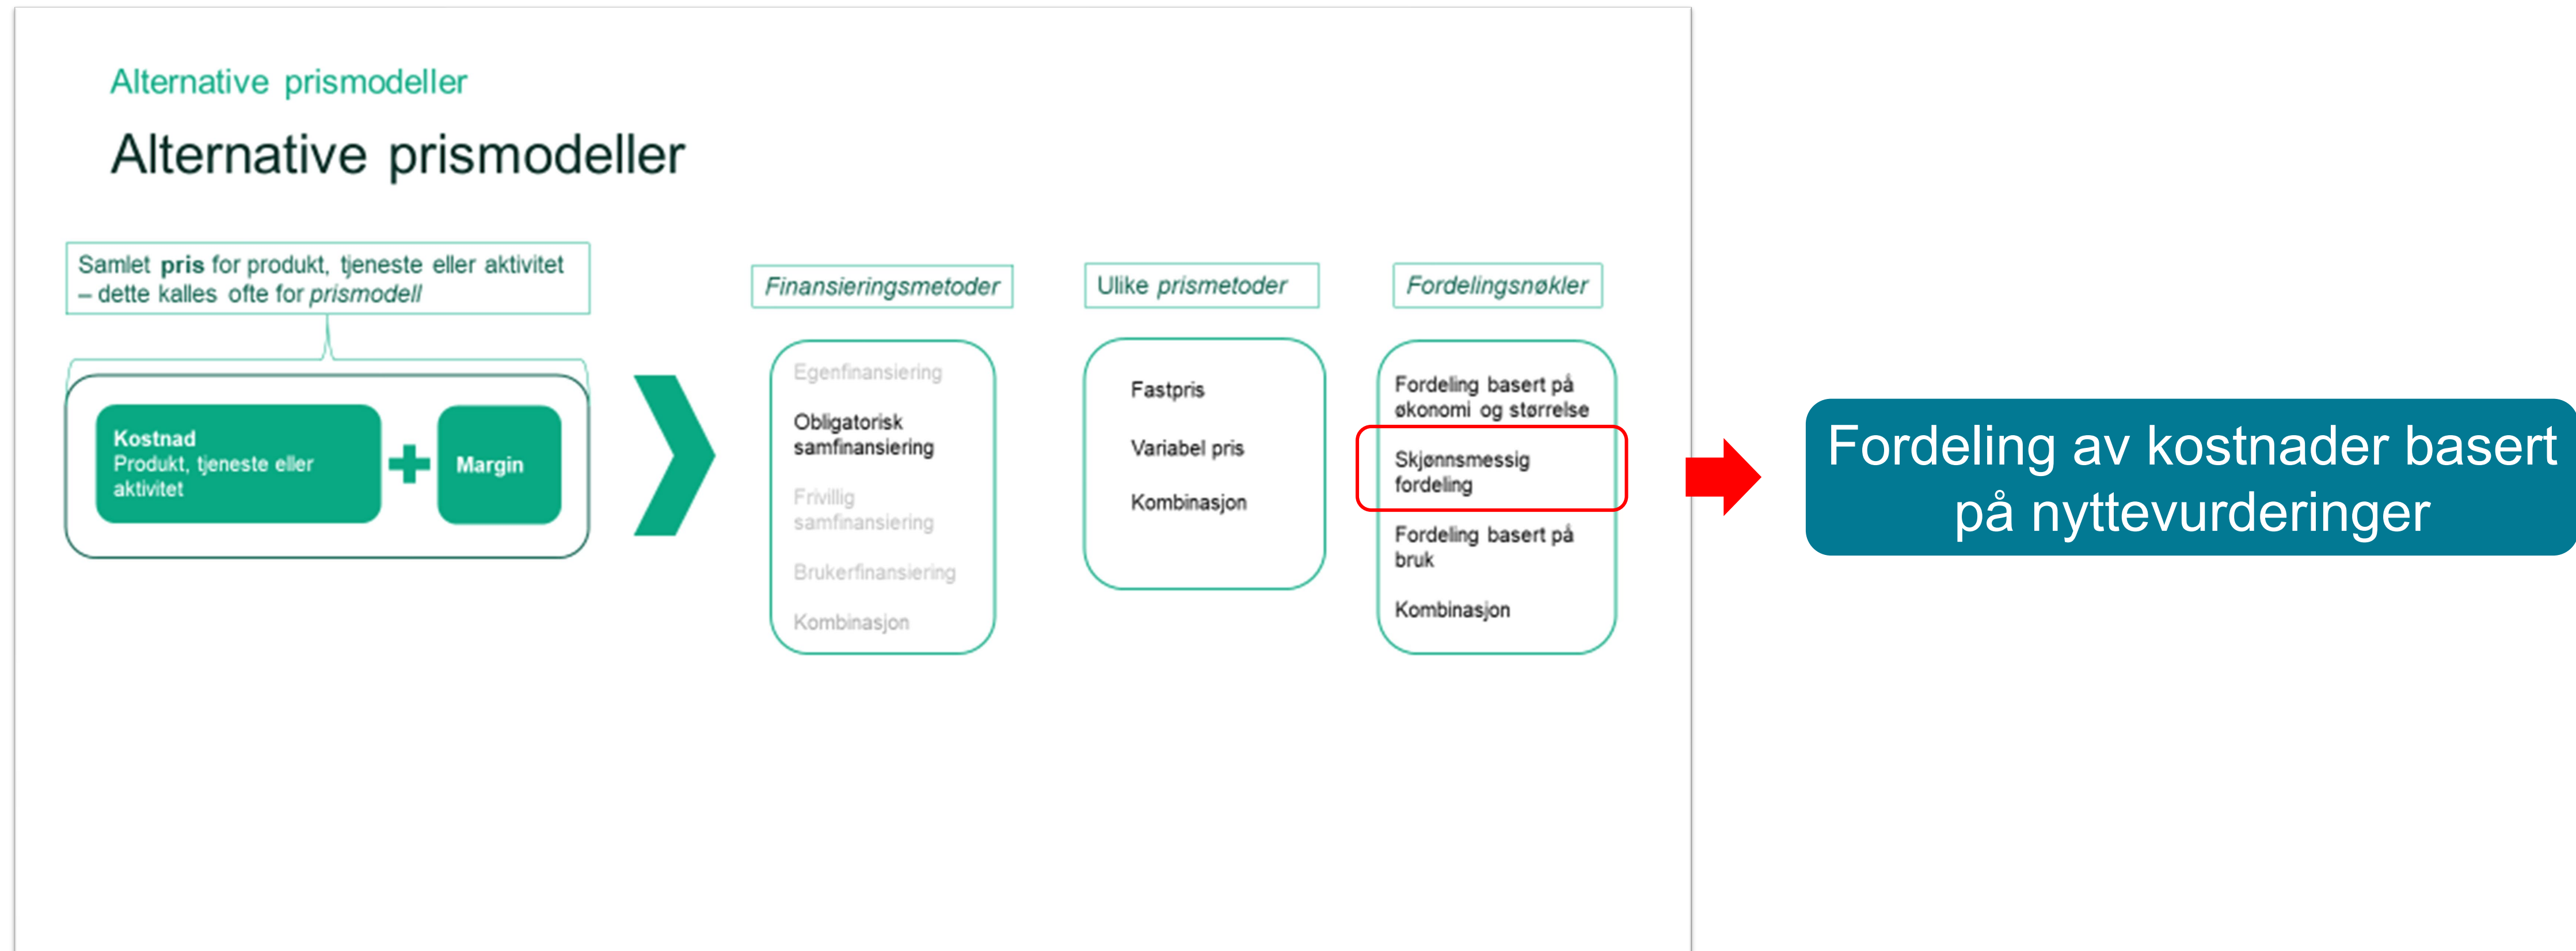 Alternative prismodeller
Alternative prismodeller
Samlet pris for produkt, tjeneste eller aktivitet
– dette kalles ofte for prismodell
Kostnad
Produkt, tjeneste eller
aktivitet
Margin
Finansieringsmetoder
Egenfinansiering
Obligatorisk
samfinansiering
Frivillig
samfinansiering
Brukerfinansiering
Kombinasjon
Ulike prismetoder
Fastpris
Variabel pris
Kombinasjon
Fordelingsnøkler
Fordeling basert på
økonomi og størrelse
Skjønnsmessig
fordeling
Fordeling basert på
bruk
Kombinasjon
Fordeling av kostnader basert
på nyttevurderinger